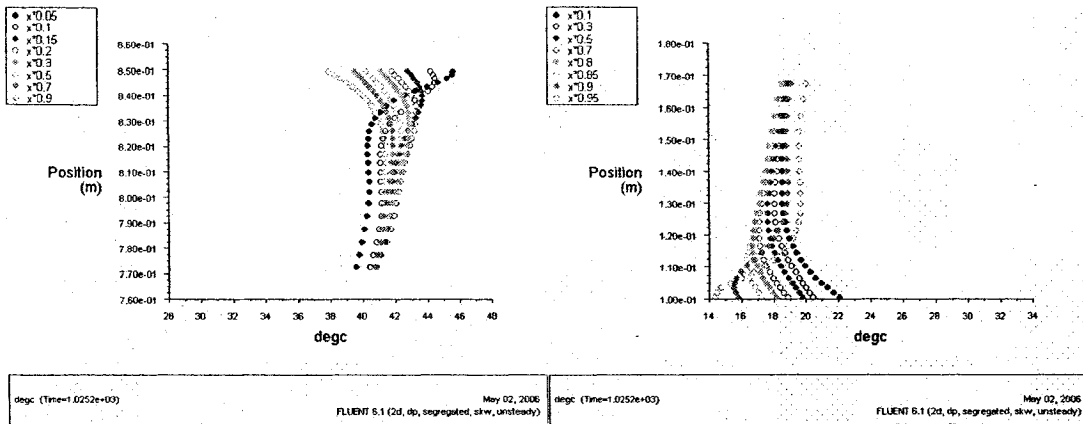 x*0.05
x*0.1
x*0.15
x*0.2
x*0.3
x*0.5
x*0.7
x*0.9
8.60e-01
8.50e-01
8.40e-01
8.30e-01
8.20e-01
8.10e-01
8.00e-01
7.90e-01
7.80e-01
7.70e-01
7.60e-01
Position
(m)
28 28 30 32 34 36 38 40 42 44 46 48
degc
degc (Time=1.0252e+03)
May 02, 2006
FLUENT 6.1 (2d, dp, segregated, skw, unsteady)
x*0.1
x*0.3
x*0.5
x*0.7
x*0.8
x*0.85
x*0.9
x*0.95
1.80e-01
1.70e-01
1.60e-01
1.50e-01
1.40e-01
1.30e-01
1.20e-01
1.10e-01
1.00e-01
Position
(m)
14 16 18 20 22 24 26 28 30 32 34
degc
degc (Time=1.0252e+03)
May 02, 2006
FLUENT 6.1 (2d, dp, segregated, skw, unsteady)